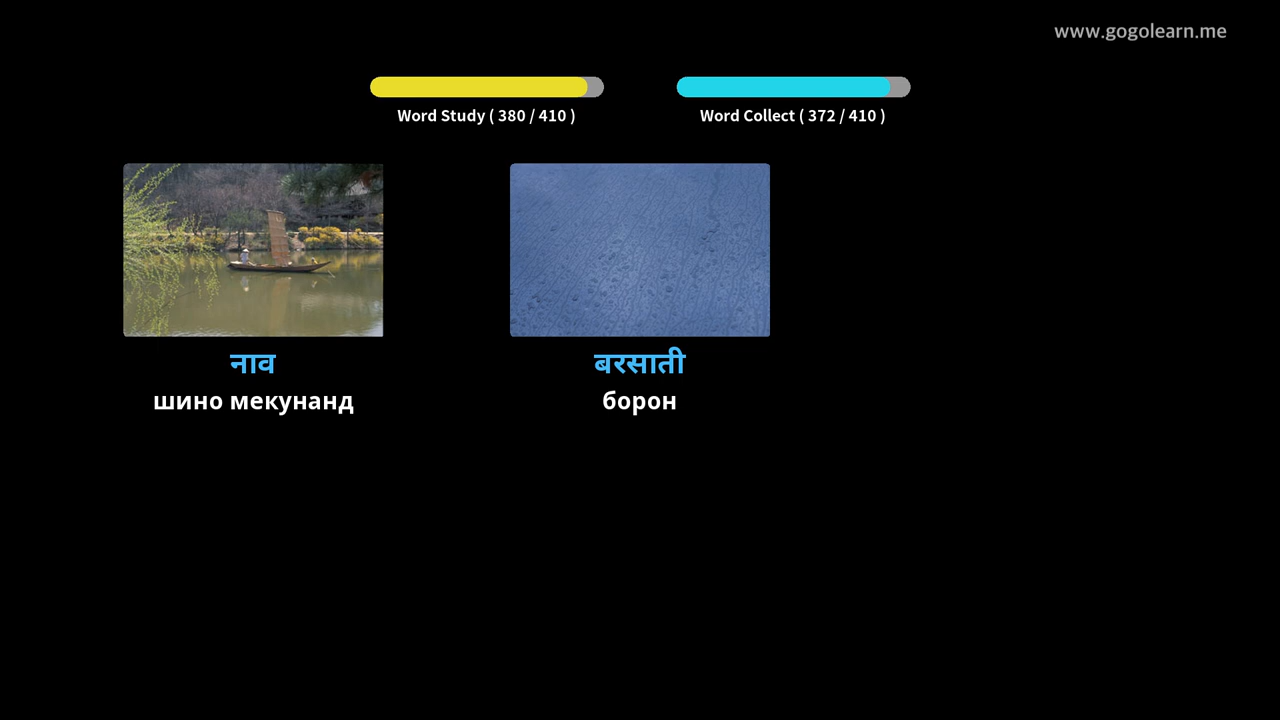 www.gogolearn.me
Word Study ( 380 / 410 )
Word Collect ( 372 / 410 )
नाव
बरसाती
шино мекунанд
борон